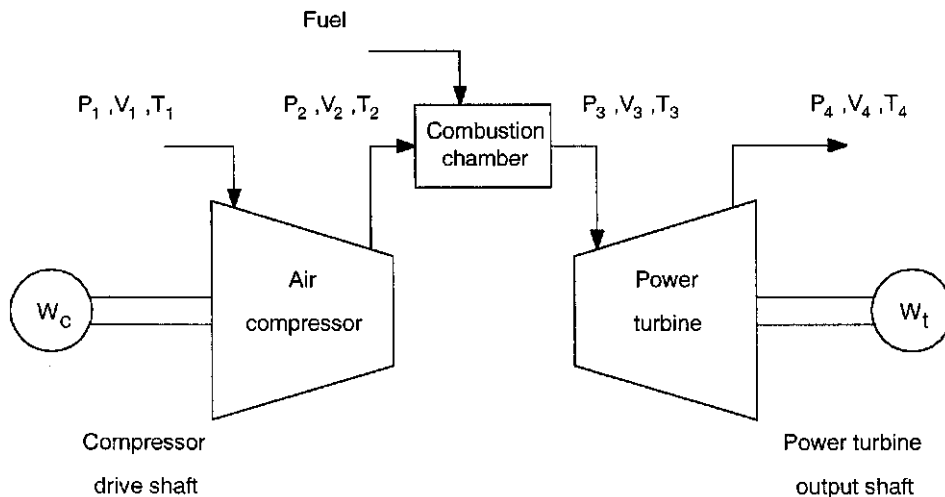 Fuel
P1 ,V1 ,T1
P2 ,V2 ,T2
P3 ,V3 ,T3
P4 ,V4 ,T4
Combustion
chamber
Air
compressor
Power
turbine
Wc
Wt
Compressor
drive shaft
Power turbine
output shaft